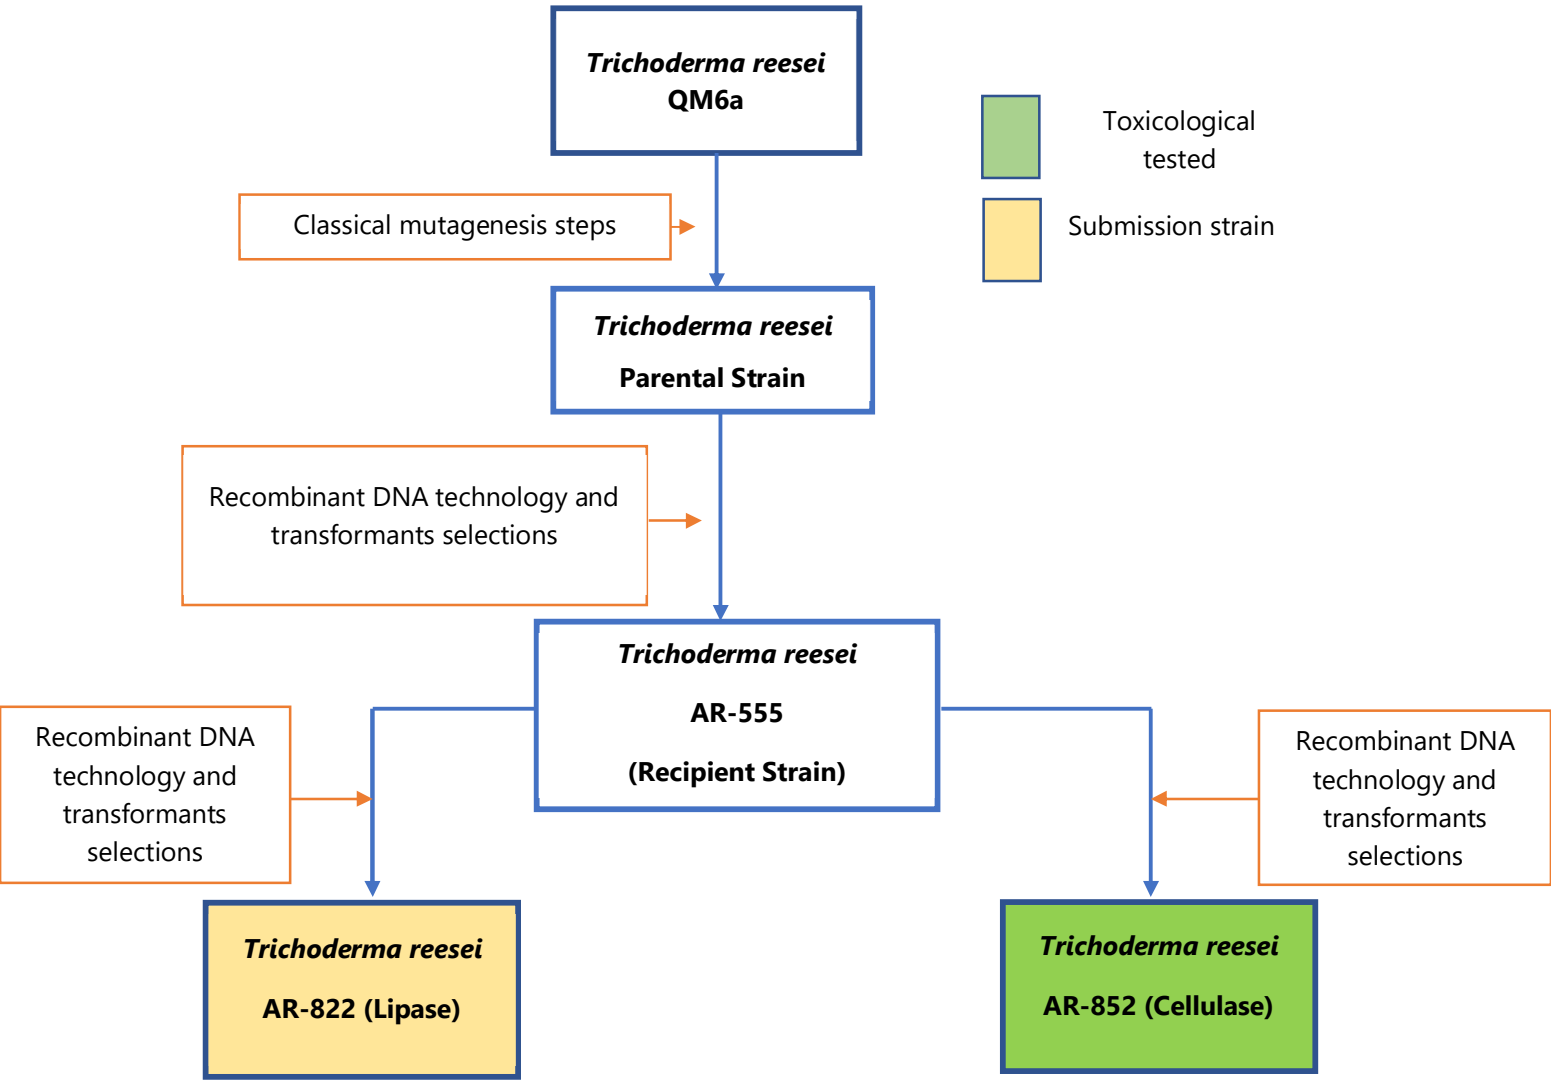 Trichoderma reesei
QM6a
Toxicological
tested
Classical mutagenesis steps
Submission strain
Trichoderma reesei
Parental Strain
Recombinant DNA technology and
transformants selections
Trichoderma reesei
AR-555
(Recipient Strain)
Recombinant DNA
technology and
transformants
selections
Recombinant DNA
technology and
transformants
selections
Trichoderma reesei
AR-822 (Lipase)
Trichoderma reesei
AR-852 (Cellulase)